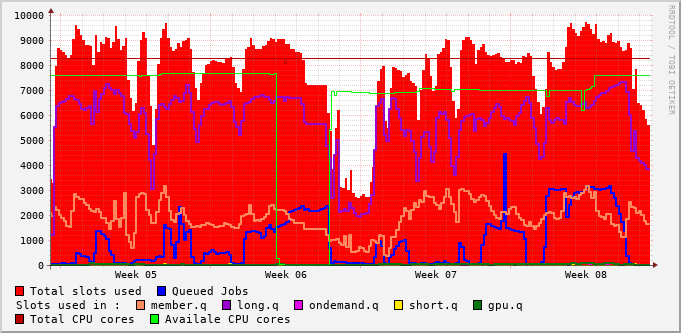 10000
9000
8000
7000
6000
5000
4000
3000
2000
1000
0
Week 05 Week 06 Week 07 Week 08
RRDTOOL / TOBI OETIKER
Total slots used Queued Jobs
Slots used in : member.q long.q ondemand.q short.q gpu.q
Total CPU cores Availale CPU cores